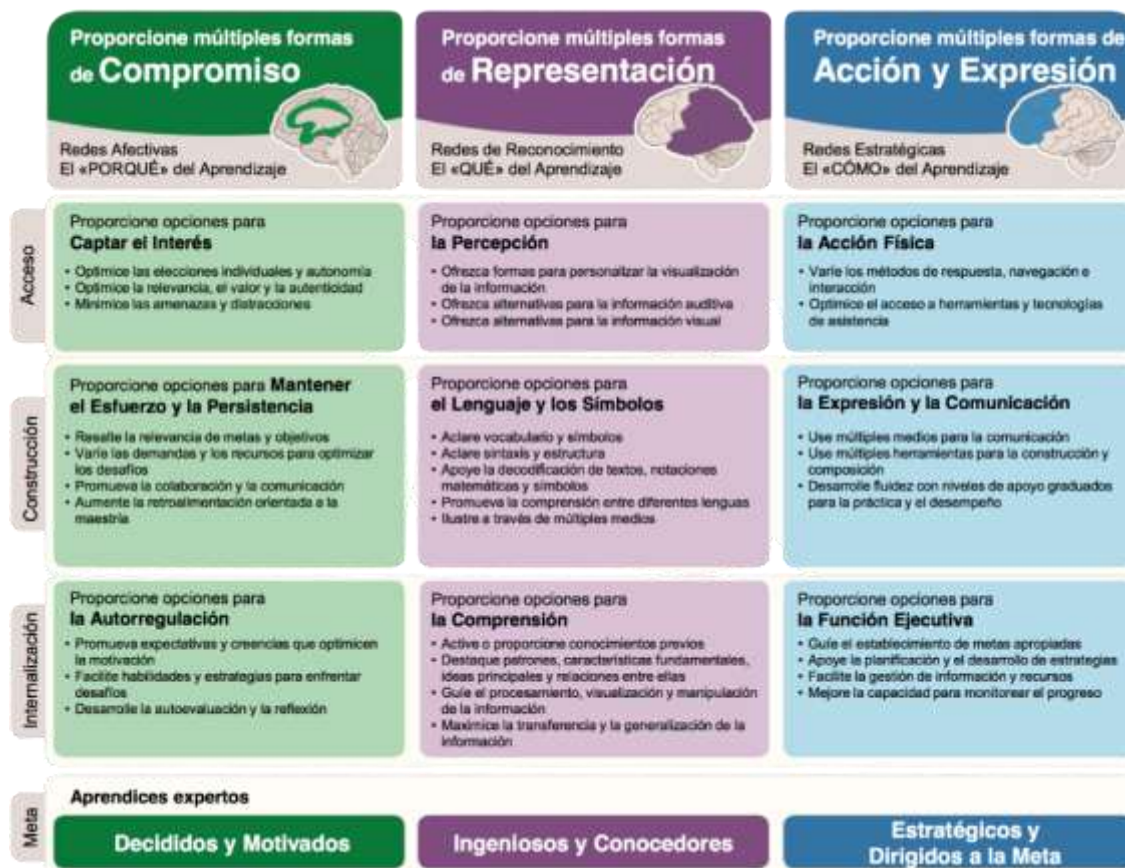 Proporcione múltiples formas
de Compromiso
Redes Afectivas
El «PORQUÉ» del Aprendizaje
Proporcione múltiples formas
de Representación
Redes de Reconocimiento
El «QUÉ» del Aprendizaje
Proporcione múltiples formas de
Acción y Expresión
Redes Estratégicas
El «CÓMO» del Aprendizaje
Acceso
Proporcione opciones para
Captar el Interés
• Optimice las elecciones individuales y autonomía
• Optimice la relevancia, el valor y la autenticidad
• Minimice las amenazas y distracciones
Proporcione opciones para
la Percepción
• Ofrezca formas para personalizar la visualización
de la información
• Ofrezca alternativas para la información auditiva
• Ofrezca alternativas para la información visual
Proporcione opciones para
la Acción Física
• Varíe los métodos de respuesta, navegación e
interacción
• Optimice el acceso a herramientas y tecnologías
de asistencia
Construcción
Proporcione opciones para Mantener
el Esfuerzo y la Persistencia
• Resalte la relevancia de metas y objetivos
• Varíe las demandas y los recursos para optimizar
los desafíos
• Promueva la colaboración y la comunicación
• Aumente la retroalimentación orientada a la
maestría
Proporcione opciones para
el Lenguaje y los Símbolos
• Aclare vocabulario y símbolos
• Aclare sintaxis y estructura
• Apoye la decodificación de textos, notaciones
matemáticas y símbolos
• Promueva la comprensión entre diferentes lenguas
• Ilustre a través de múltiples medios
Proporcione opciones para
la Expresión y la Comunicación
• Use múltiples medios para la comunicación
• Use múltiples herramientas para la construcción y
composición
• Desarrolle fluidez con niveles de apoyo graduados
para la práctica y el desempeño
Internalización
Proporcione opciones para
la Autorregulación
• Promueva expectativas y creencias que optimicen
la motivación
• Facilite habilidades y estrategias para enfrentar
desafíos
• Desarrolle la autoevaluación y la reflexión
Proporcione opciones para
la Comprensión
• Active o proporcione conocimientos previos
• Destaque patrones, características fundamentales,
ideas principales y relaciones entre ellas
• Guíe el procesamiento, visualización y manipulación
de la información
• Maximice la transferencia y la generalización de la
información
Proporcione opciones para
la Función Ejecutiva
• Guíe el establecimiento de metas apropiadas
• Apoye la planificación y el desarrollo de estrategias
• Facilite la gestión de información y recursos
• Mejore la capacidad para monitorear el progreso
Meta
Aprendices expertos
Decididos y Motivados
Ingeniosos y Conocedores
Estratégicos y
Dirigidos a la Meta